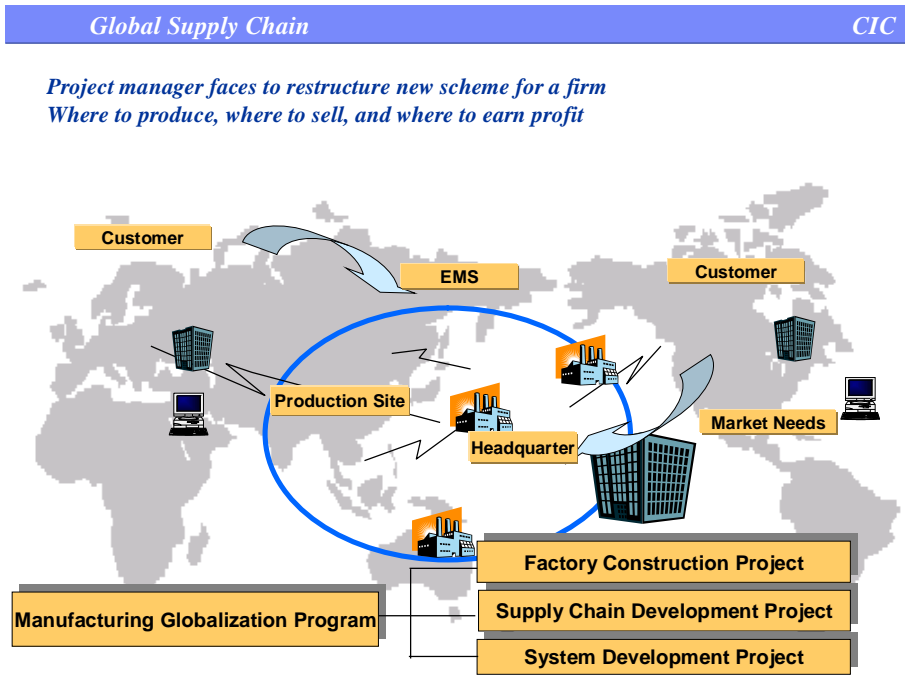 Global Supply Chain CIC
Project manager faces to restructure new scheme for a firm
Where to produce, where to sell, and where to earn profit
Customer
EMS
Customer
Production Site
Market Needs
Headquarter
Factory Construction Project
Manufacturing Globalization Program
Supply Chain Development Project
System Development Project